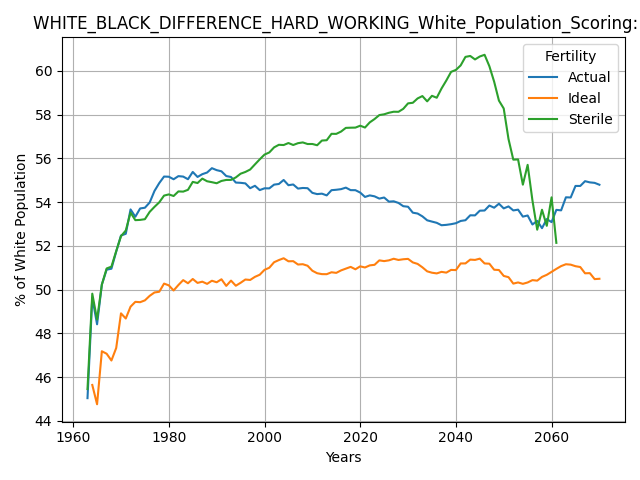 WHITE_BLACK_DIFFERENCE_HARD_WORKING_White_Population_Scoring:
Fertility
Actual
Ideal
Sterile
% of White Population
60
58
56
54
52
50
48
46
44
1960
1980
2000
2020
2040
2060
Years